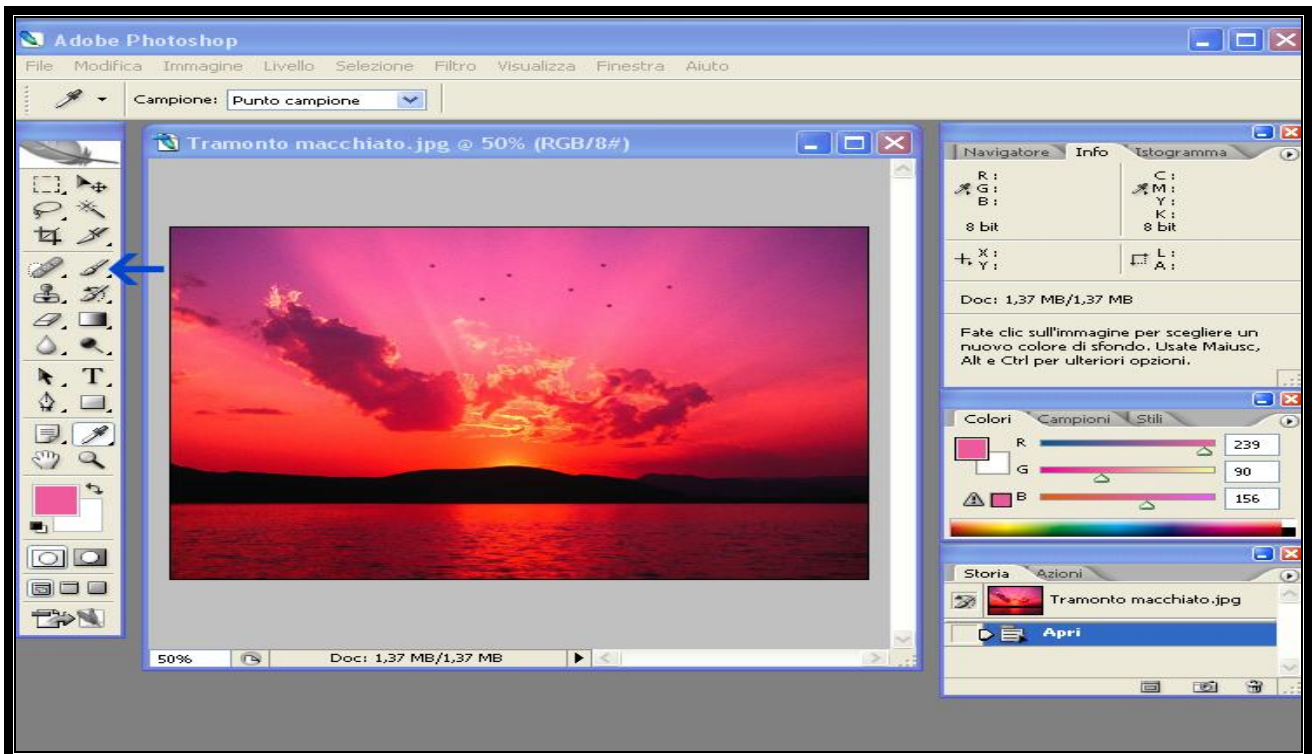 Adobe Photoshop
File Modifica Immagine Livello Selezione Filtro Visualizza Finestra Aiuto
Campione: Punto campione
Tramonto macchiato.jpg @ 50% (RGB/8#)
Navigatore Info Istogramma
R : C :
G : M :
B : Y :
K :
8 bit 8 bit
X : L :
Y : A :
Doc: 1,37 MB/1,37 MB
Fate clic sull'immagine per scegliere un
nuovo colore di sfondo. Usate Maiusc,
Alt e Ctrl per ulteriori opzioni.
T
Colori Campioni Stili
R 239
G 90
B 156
Storia Azioni
Tramonto macchiato.jpg
Apri
50% Doc: 1,37 MB/1,37 MB